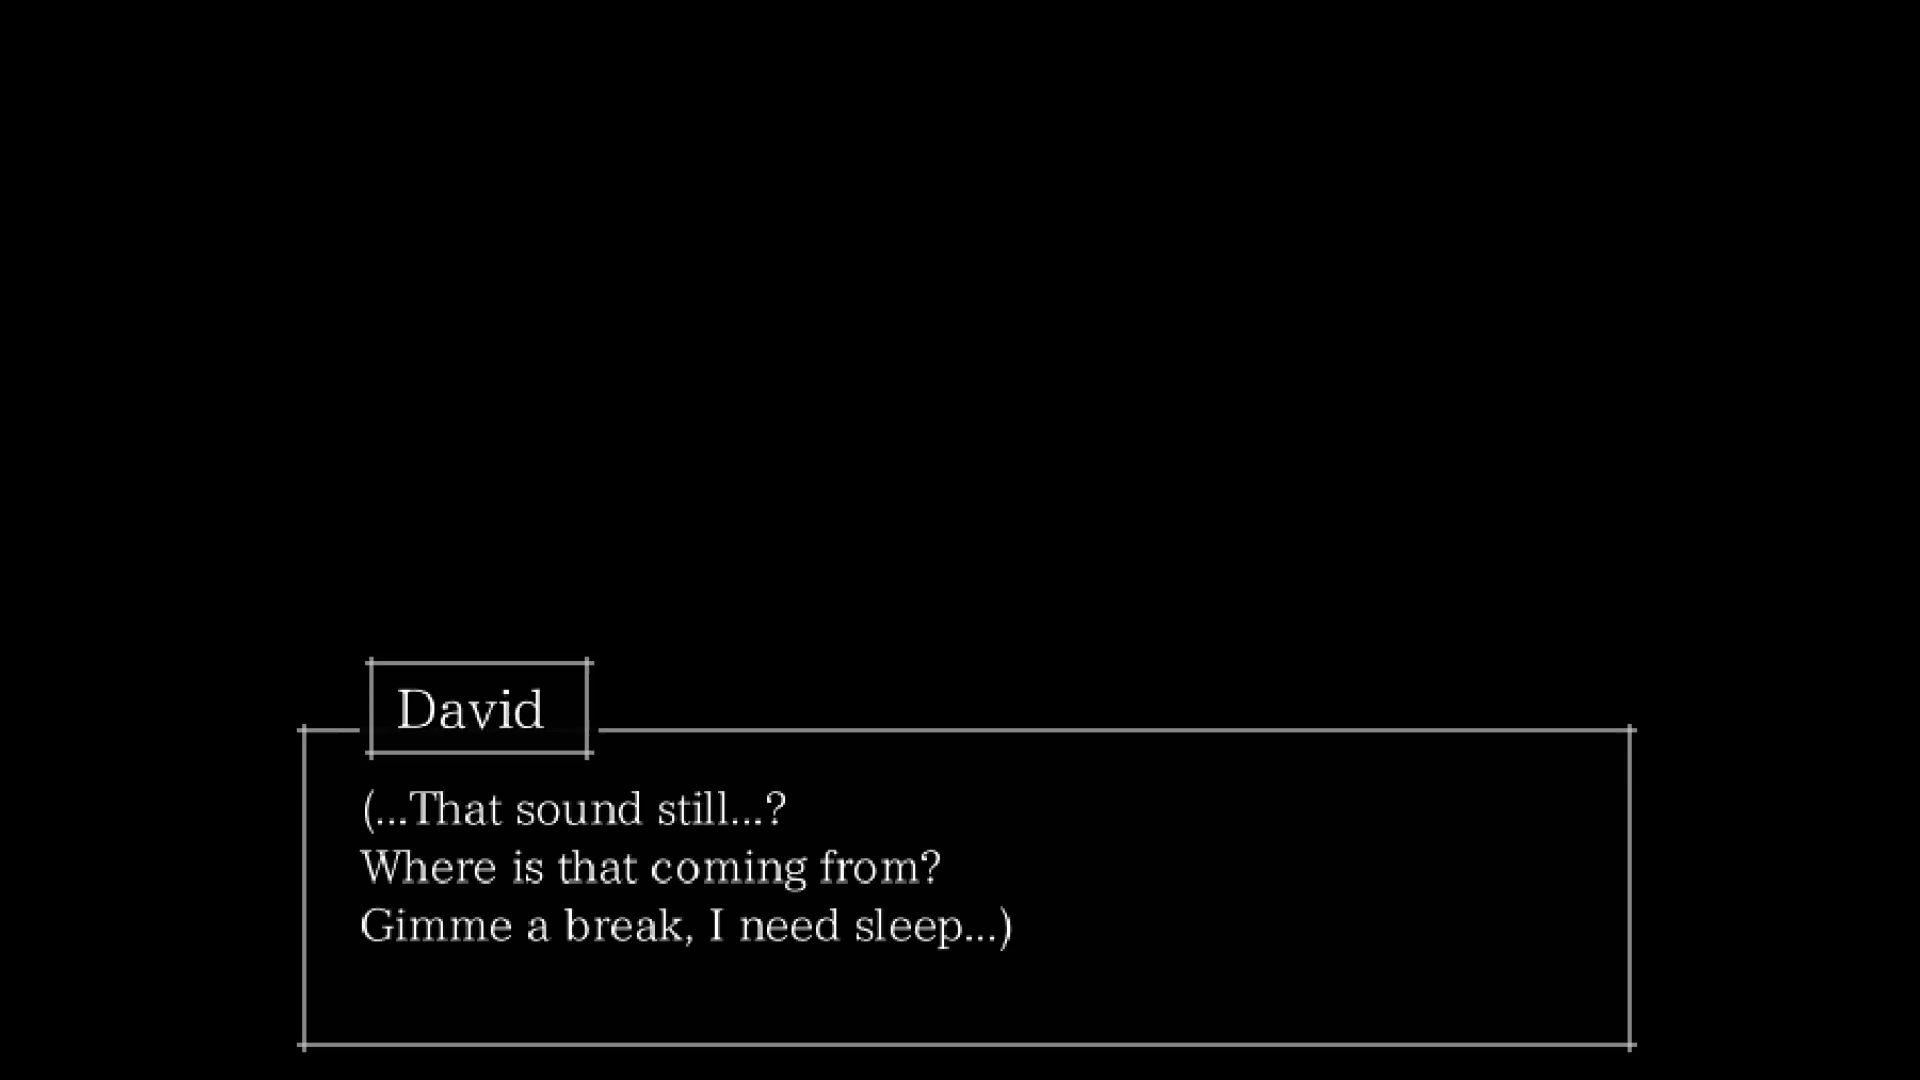 David
(...That sound still...?
Where is that coming from?
Gimme a break, I need sleep...)